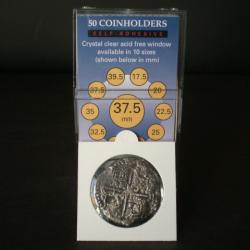 50 COINHOLDERS
SELF-ADHESIVE
Crystal clear acid free window
available in 10 sizes
(shown below in mm)
39.5 17.5
37.5 20
35 37.5 mm 22.5
32.5 25